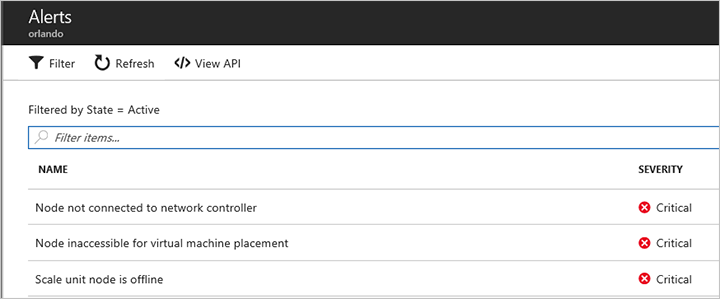 Alerts
orlando
Filter Refresh </> View API
Filtered by State = Active
Filter items...
NAME SEVERITY
Node not connected to network controller Critical
Node inaccessible for virtual machine placement Critical
Scale unit node is offline Critical